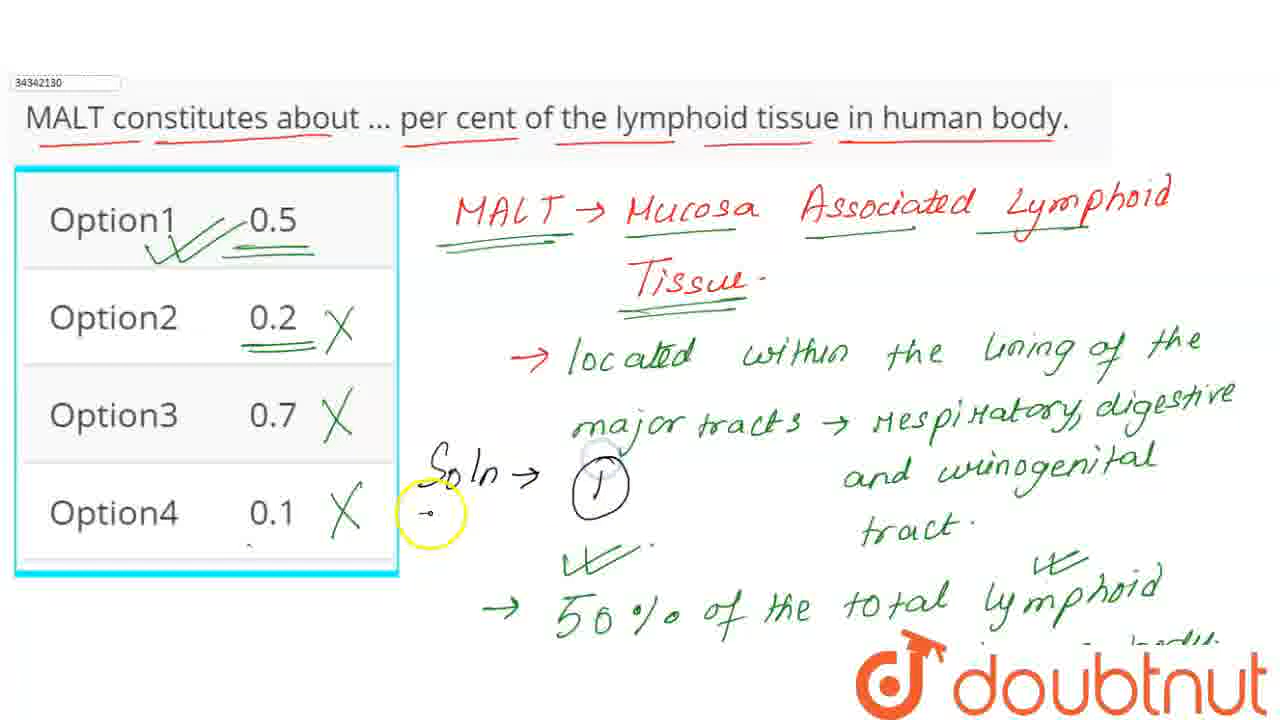 34342130
MALT constitutes about ... per cent of the lymphoid tissue in human body.
Option1 0.5
Option2 0.2
Option3 0.7
Option4 0.1
MALT → Mucosa Associated Lymphoid
Tissue.
→ located within the lining of the
major tracts → Respiratory, digestive
and urinogenital
tract.
Soln → 1
→ 50% of the total lymphoid
body.
doubtnut